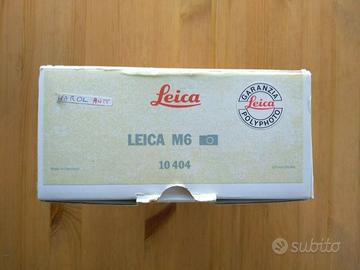 Leica
GARANZIA
Leica
POLYPHOTO
LEICA M6
10 404
subito